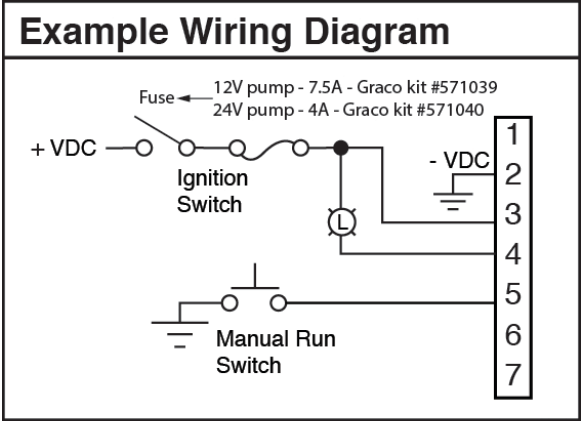 Example Wiring Diagram
12V pump - 7.5A - Graco kit #571039
Fuse
24V pump - 4A - Graco kit #571040
+ VDC
Ignition
Switch
- VDC
1
2
3
L
4
5
6
7
Manual Run
Switch